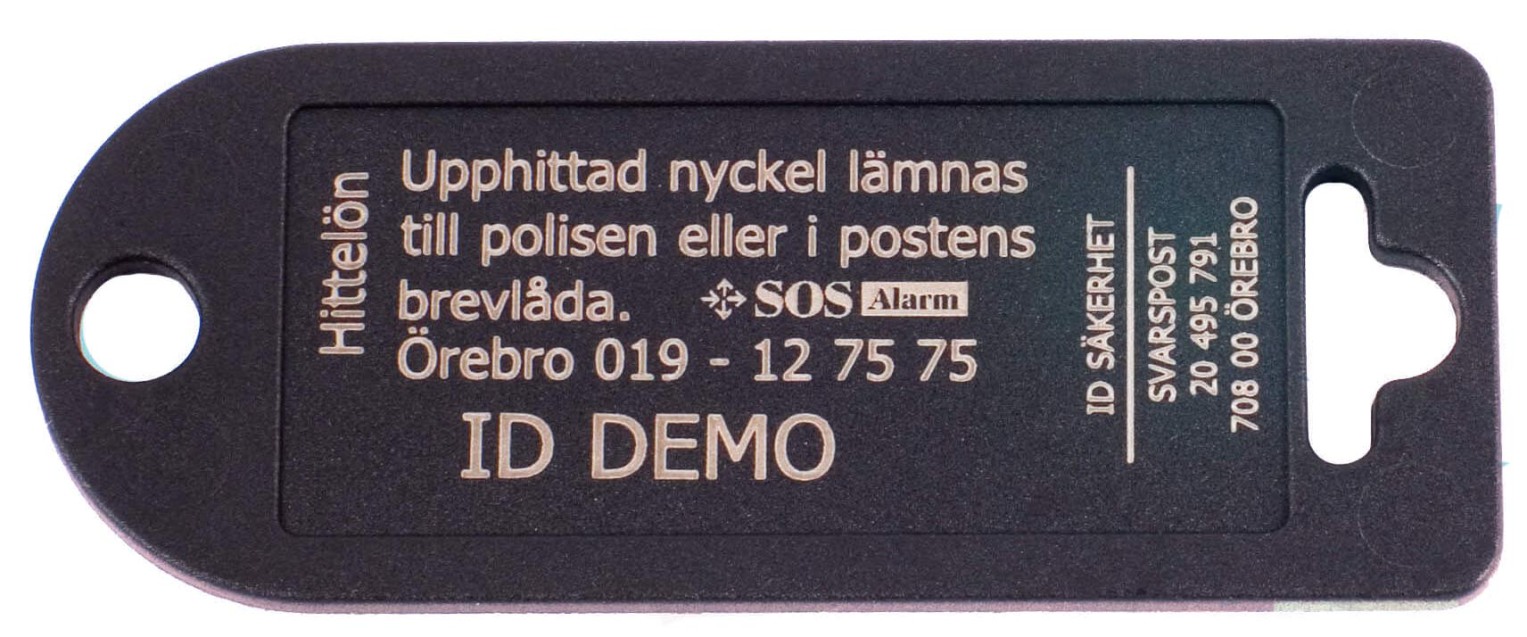 Hittelön
Upphittad nyckel lämnas
till polisen eller i postens
brevlåda. SOS Alarm
Örebro 019 - 12 75 75
ID DEMO
ID SÄKERHET
SVARSPOST
20 495 791
708 00 ÖREBRO